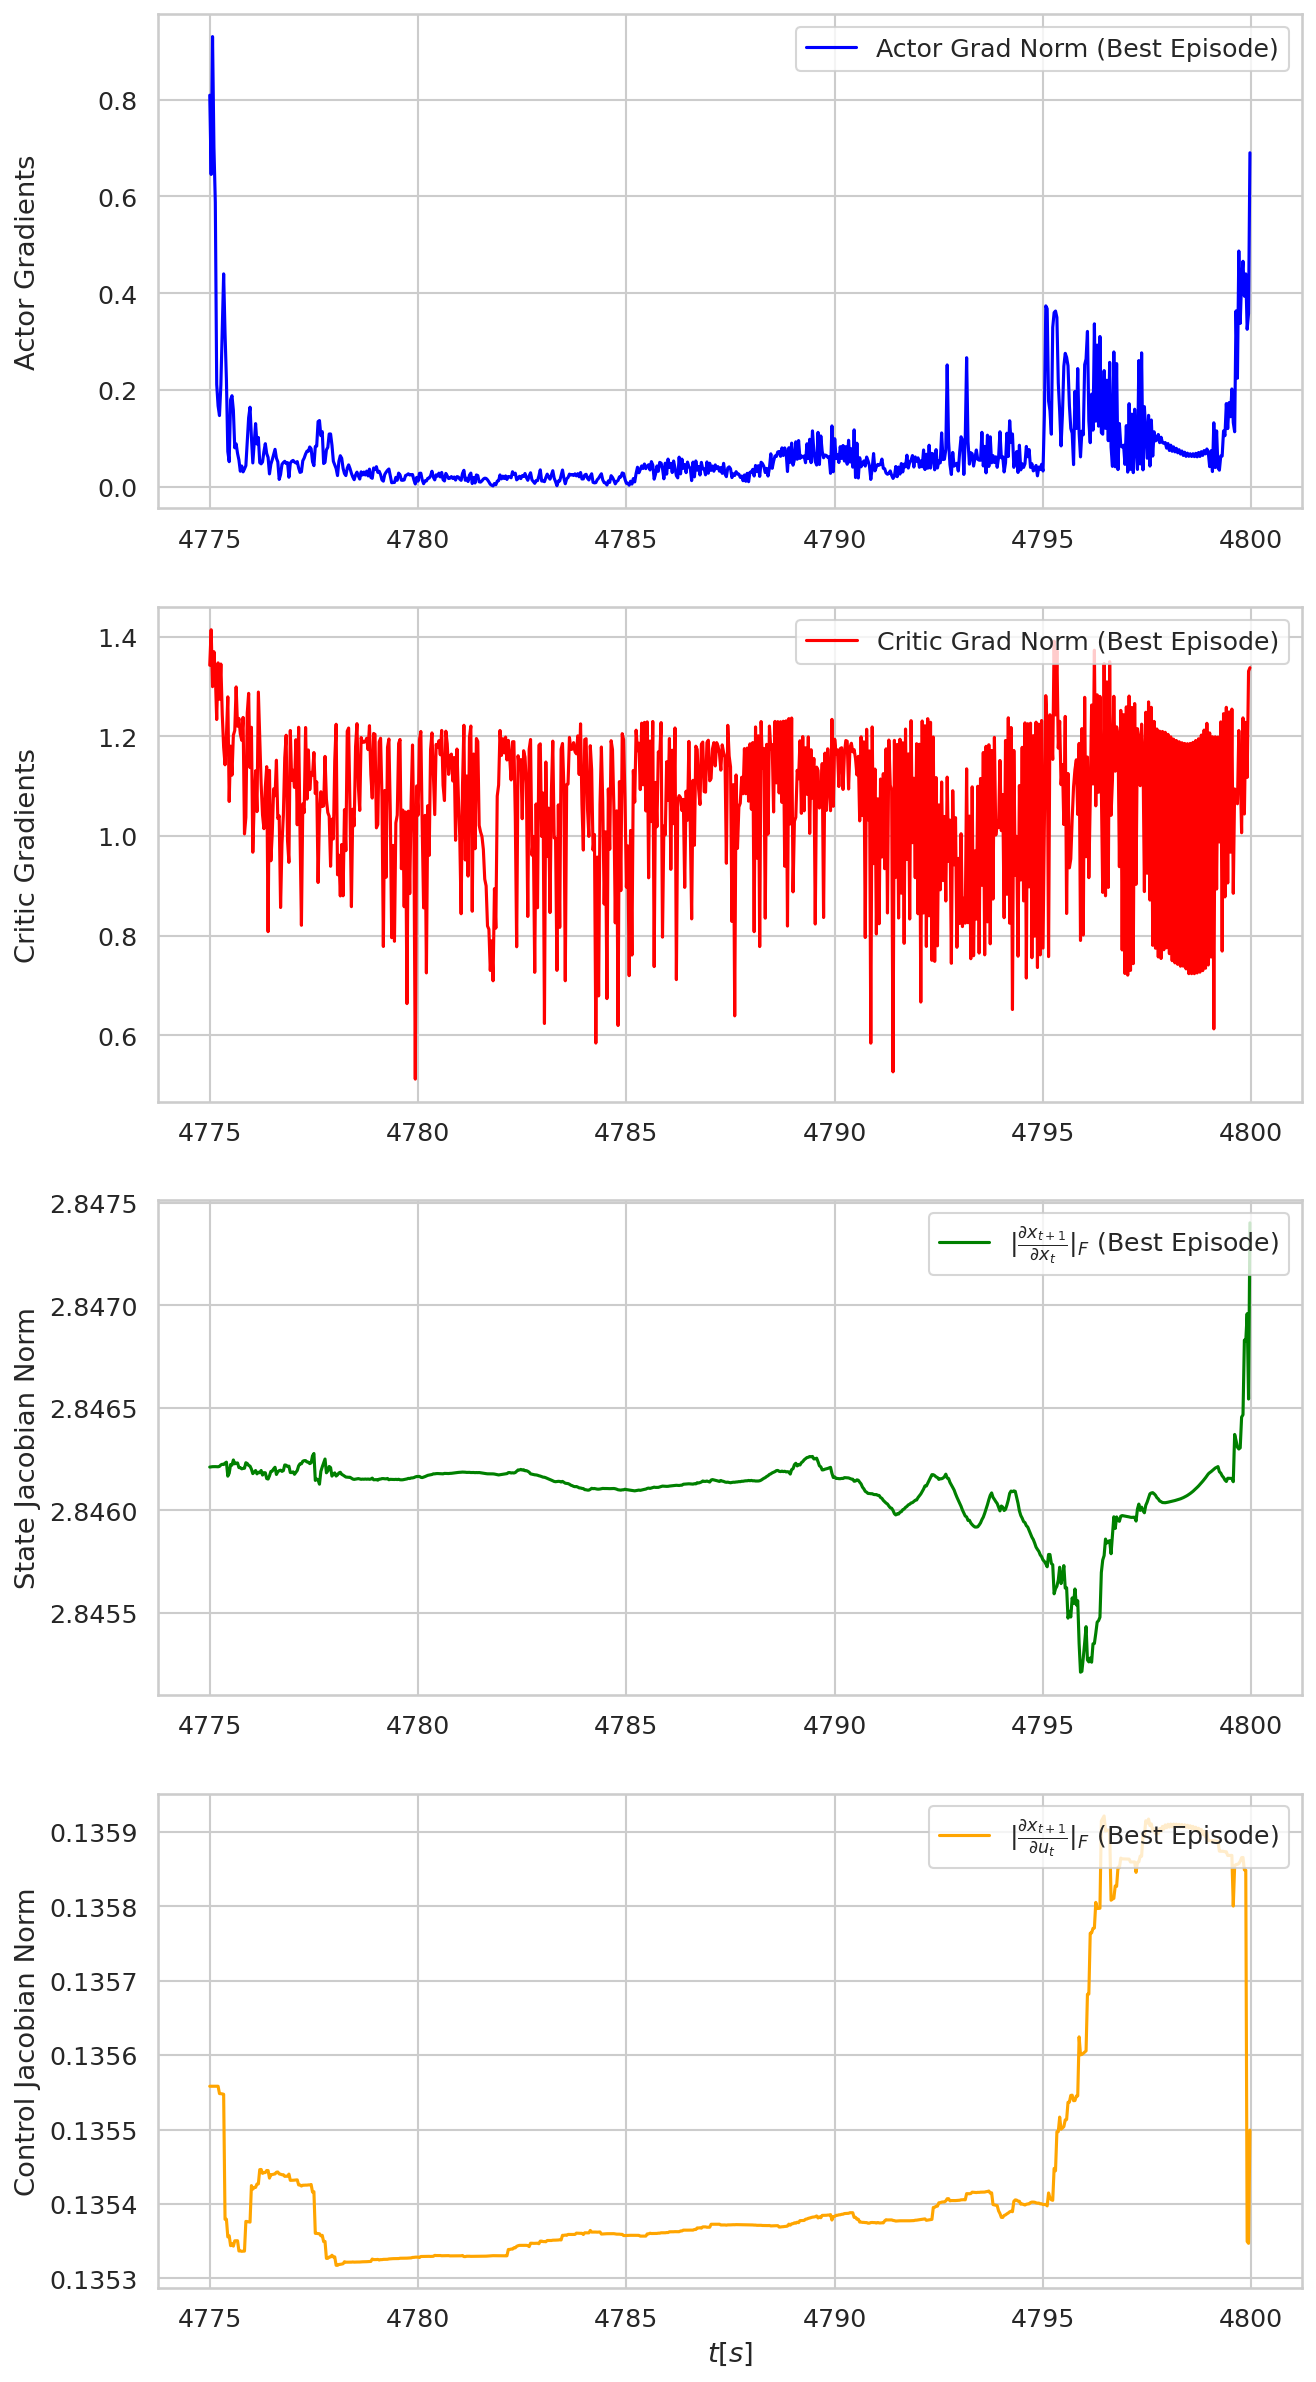 Actor Grad Norm (Best Episode)
Actor Gradients
0.8
0.6
0.4
0.2
0.0
4775 4780 4785 4790 4795 4800
Critic Grad Norm (Best Episode)
Critic Gradients
1.4
1.2
1.0
0.8
0.6
4775 4780 4785 4790 4795 4800
|∂x_{t+1}/∂x_t|_F (Best Episode)
State Jacobian Norm
2.8475
2.8470
2.8465
2.8460
2.8455
4775 4780 4785 4790 4795 4800
|∂x_{t+1}/∂u_t|_F (Best Episode)
Control Jacobian Norm
0.1359
0.1358
0.1357
0.1356
0.1355
0.1354
0.1353
4775 4780 4785 4790 4795 4800
t[s]